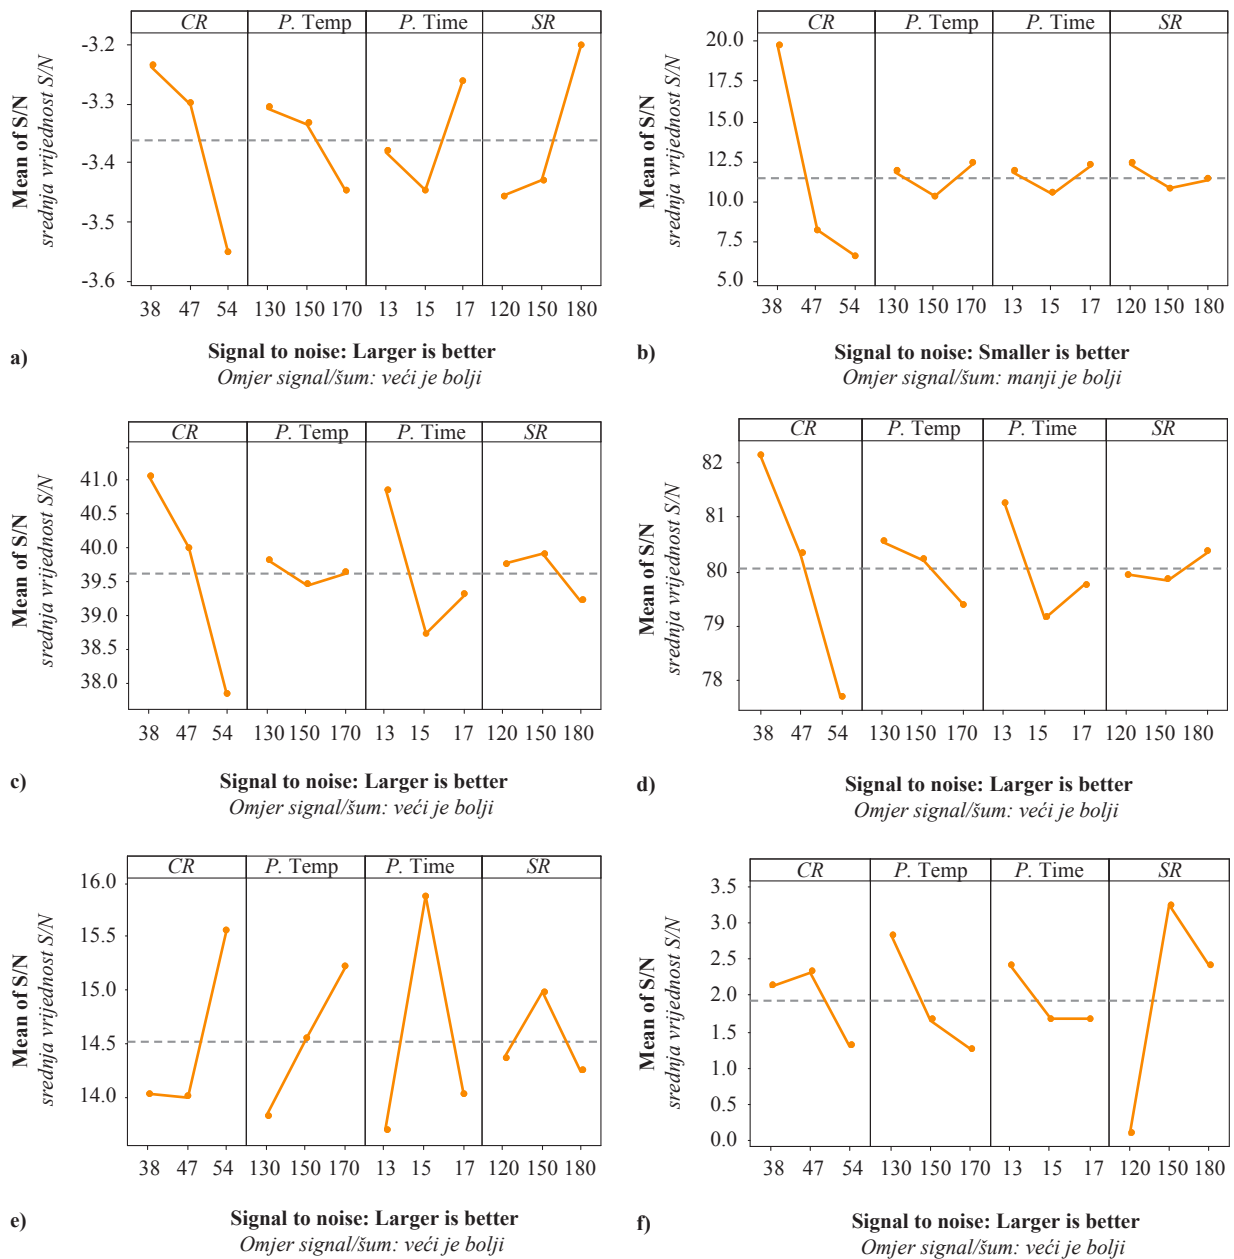 CR P. Temp P. Time SR
Mean of S/N
srednja vrijednost S/N
-3.2
-3.3
-3.4
-3.5
-3.6
38 47 54 130 150 170 13 15 17 120 150 180
a)
Signal to noise: Larger is better
Omjer signal/šum: veći je bolji
CR P. Temp P. Time SR
Mean of S/N
srednja vrijednost S/N
20.0
17.5
15.0
12.5
10.0
7.5
5.0
38 47 54 130 150 170 13 15 17 120 150 180
b)
Signal to noise: Smaller is better
Omjer signal/šum: manji je bolji
CR P. Temp P. Time SR
Mean of S/N
srednja vrijednost S/N
41.0
40.5
40.0
39.5
39.0
38.5
38.0
38 47 54 130 150 170 13 15 17 120 150 180
c)
Signal to noise: Larger is better
Omjer signal/šum: veći je bolji
CR P. Temp P. Time SR
Mean of S/N
srednja vrijednost S/N
82
81
80
79
78
38 47 54 130 150 170 13 15 17 120 150 180
d)
Signal to noise: Larger is better
Omjer signal/šum: veći je bolji
CR P. Temp P. Time SR
Mean of S/N
srednja vrijednost S/N
16.0
15.5
15.0
14.5
14.0
38 47 54 130 150 170 13 15 17 120 150 180
e)
Signal to noise: Larger is better
Omjer signal/šum: veći je bolji
CR P. Temp P. Time SR
Mean of S/N
srednja vrijednost S/N
3.5
3.0
2.5
2.0
1.5
1.0
0.5
0.0
38 47 54 130 150 170 13 15 17 120 150 180
f)
Signal to noise: Larger is better
Omjer signal/šum: veći je bolji